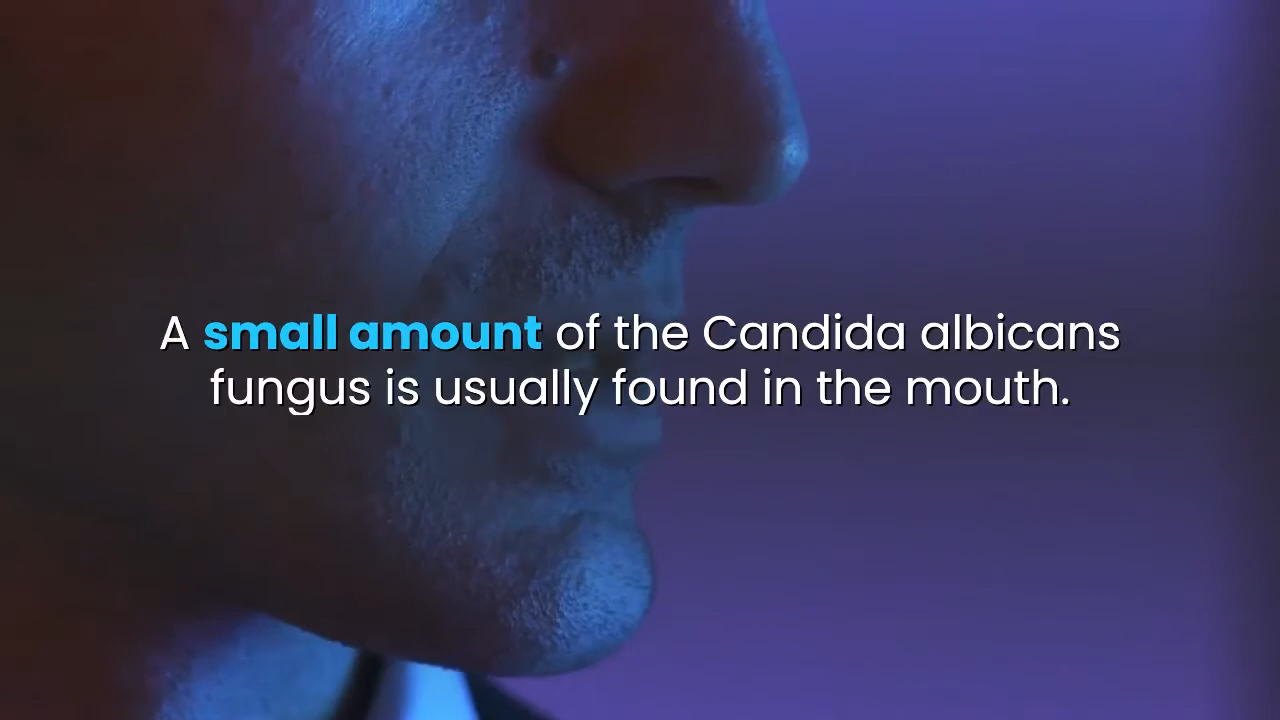 A small amount of the Candida albicans
fungus is usually found in the mouth.